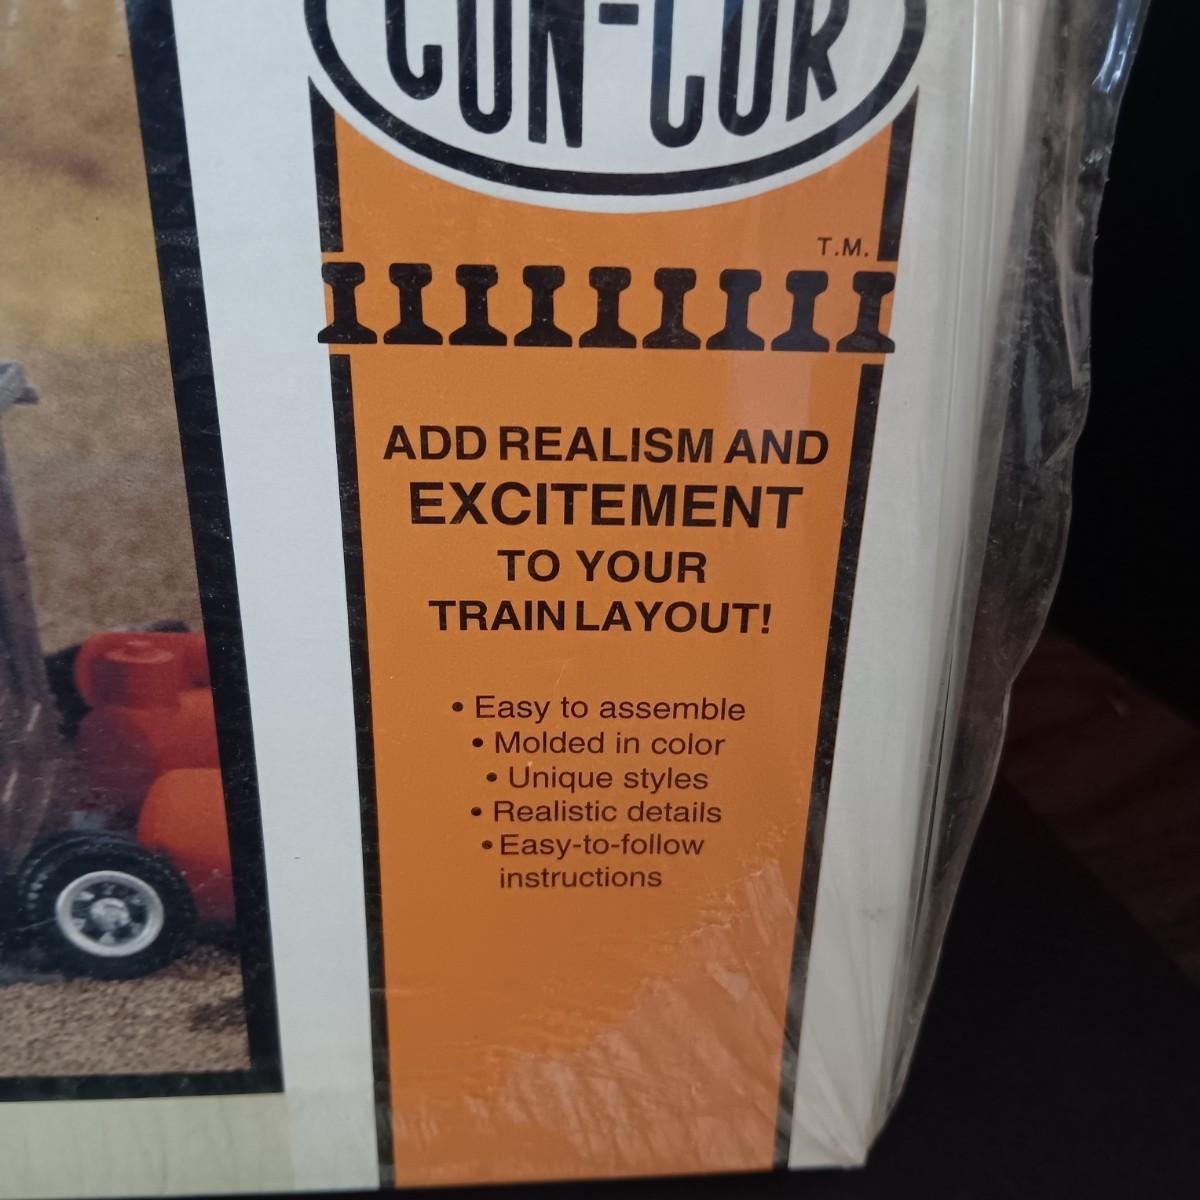 CON-COR
T.M.
ADD REALISM AND
EXCITEMENT
TO YOUR
TRAIN LAYOUT!
• Easy to assemble
• Molded in color
• Unique styles
• Realistic details
• Easy-to-follow
instructions